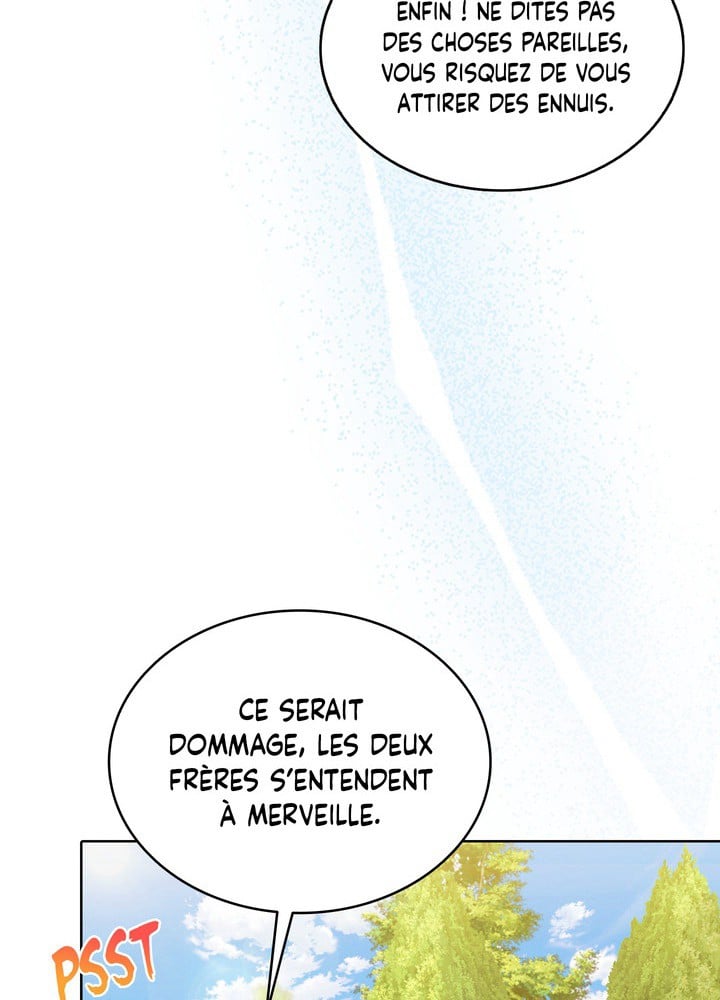 ENFIN ! NE DITES PAS
DES CHOSES PAREILLES,
VOUS RISQUEZ DE VOUS
ATTIRER DES ENNUIS.
CE SERAIT
DOMMAGE, LES DEUX
FRÈRES S'ENTENDENT
À MERVEILLE.
PSST